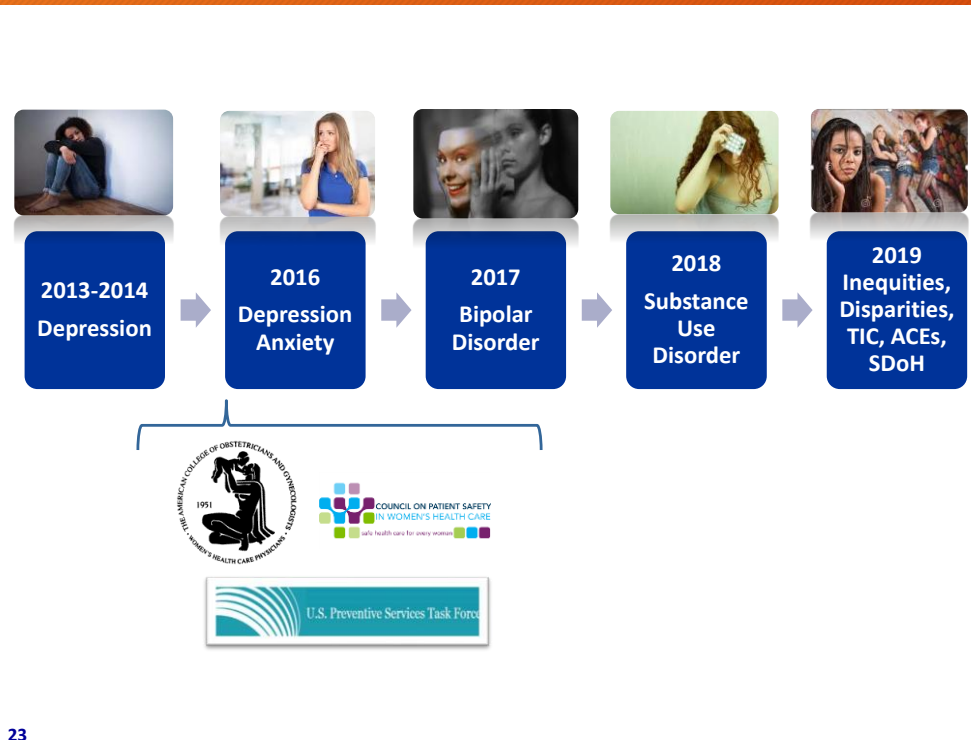 2013-2014
Depression
2016
Depression
Anxiety
2017
Bipolar
Disorder
2018
Substance
Use
Disorder
2019
Inequities,
Disparities,
TIC, ACEs,
SDoH
THE AMERICAN COLLEGE OF OBSTETRICIANS AND GYNECOLOGISTS
1951
WOMEN'S HEALTH CARE PHYSICIANS
COUNCIL ON PATIENT SAFETY
IN WOMEN'S HEALTH CARE
safe health care for every woman
U.S. Preventive Services Task Force
23